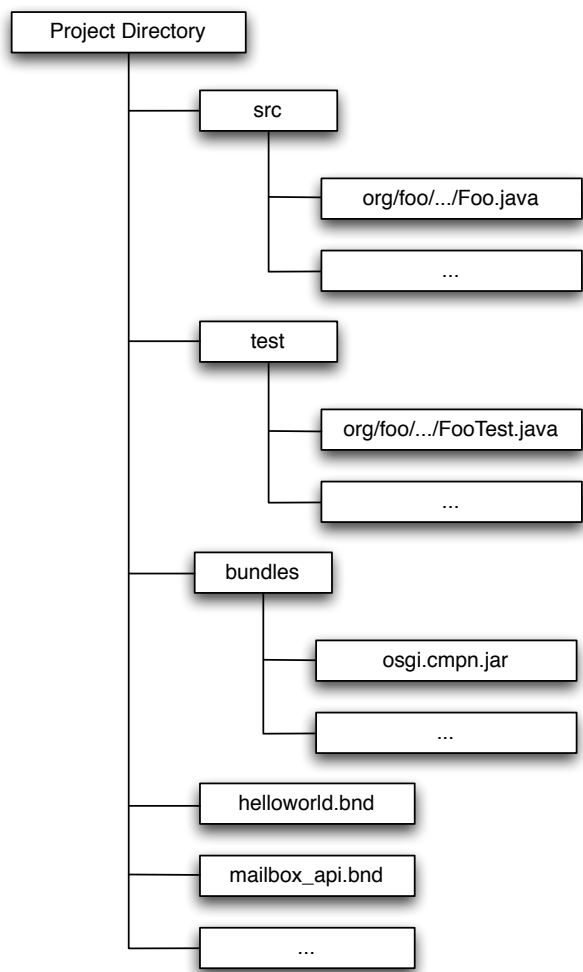 Project Directory
src
org/foo/.../Foo.java
...
test
org/foo/.../FooTest.java
...
bundles
osgi.cmpn.jar
...
helloworld.bnd
mailbox_api.bnd
...